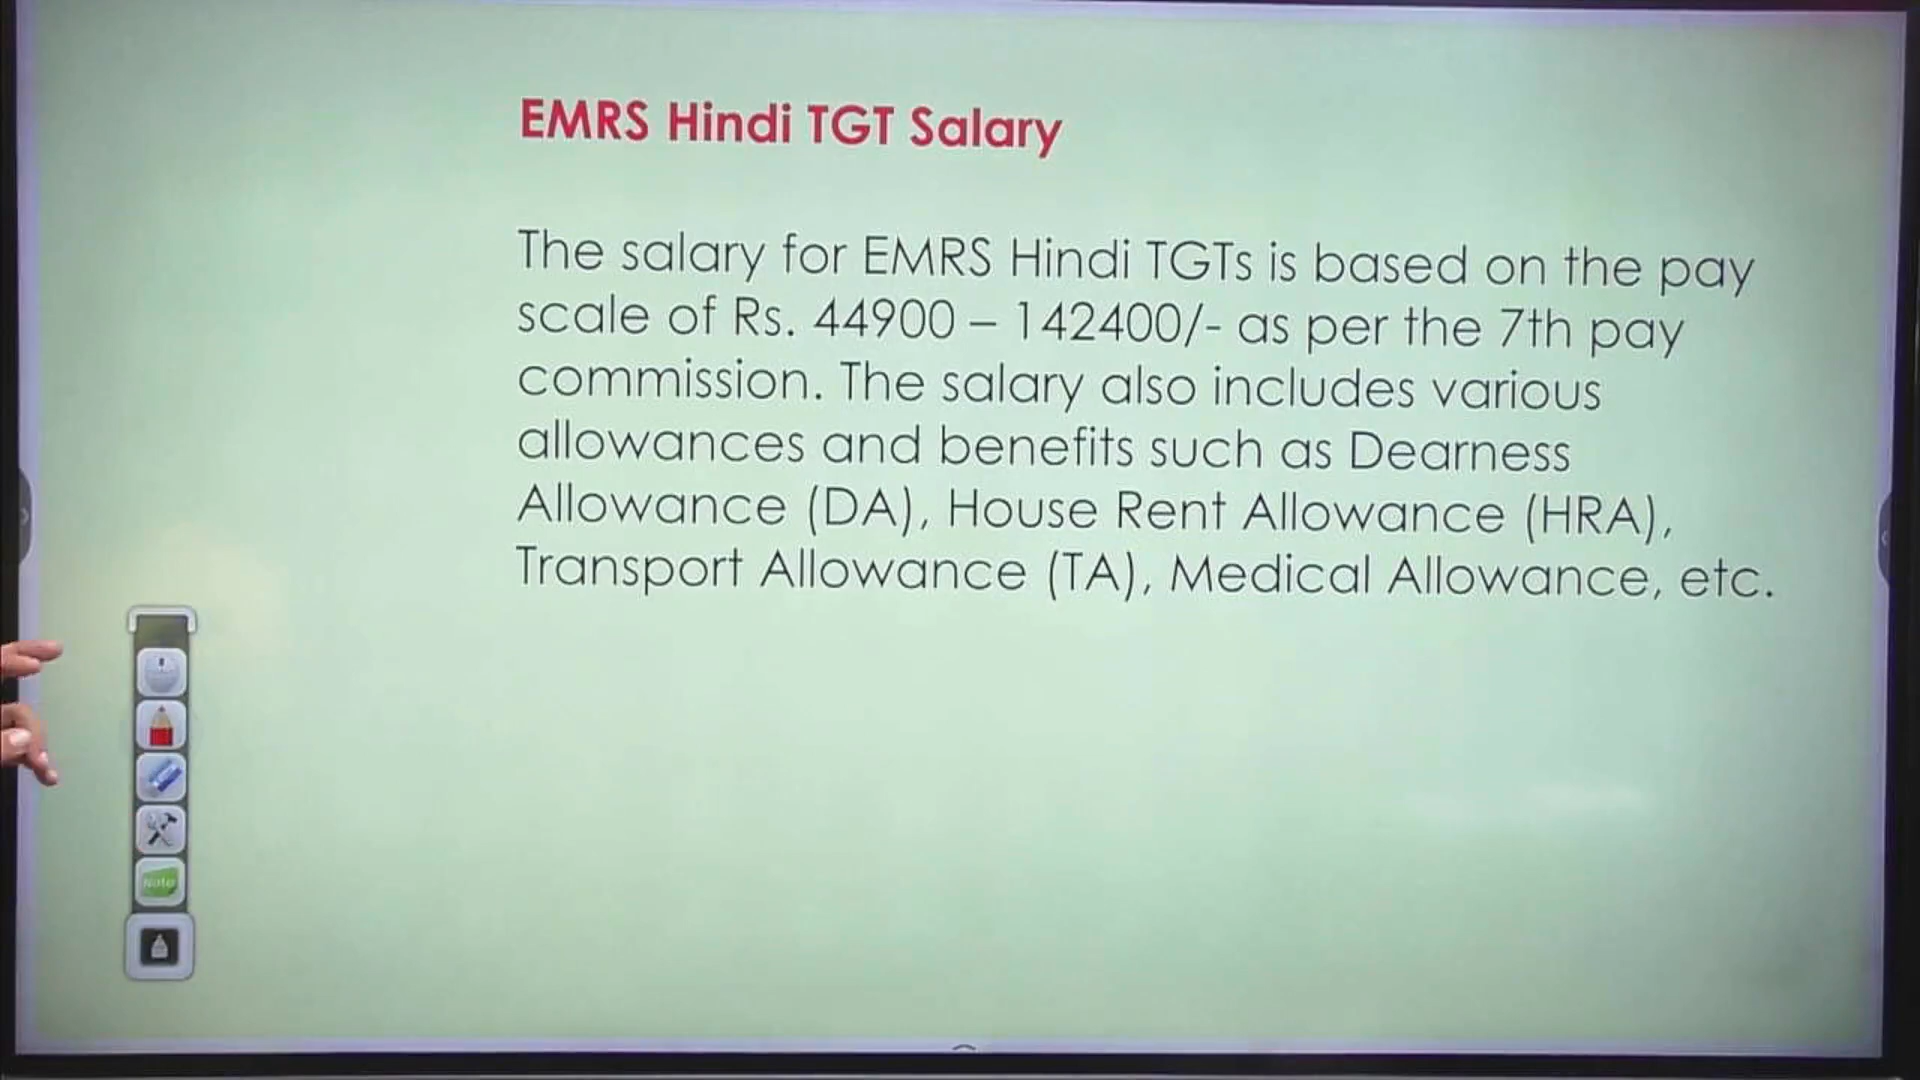 EMRS Hindi TGT Salary
The salary for EMRS Hindi TGTs is based on the pay
scale of Rs. 44900 – 142400/- as per the 7th pay
commission. The salary also includes various
allowances and benefits such as Dearness
Allowance (DA), House Rent Allowance (HRA),
Transport Allowance (TA), Medical Allowance, etc.
Note